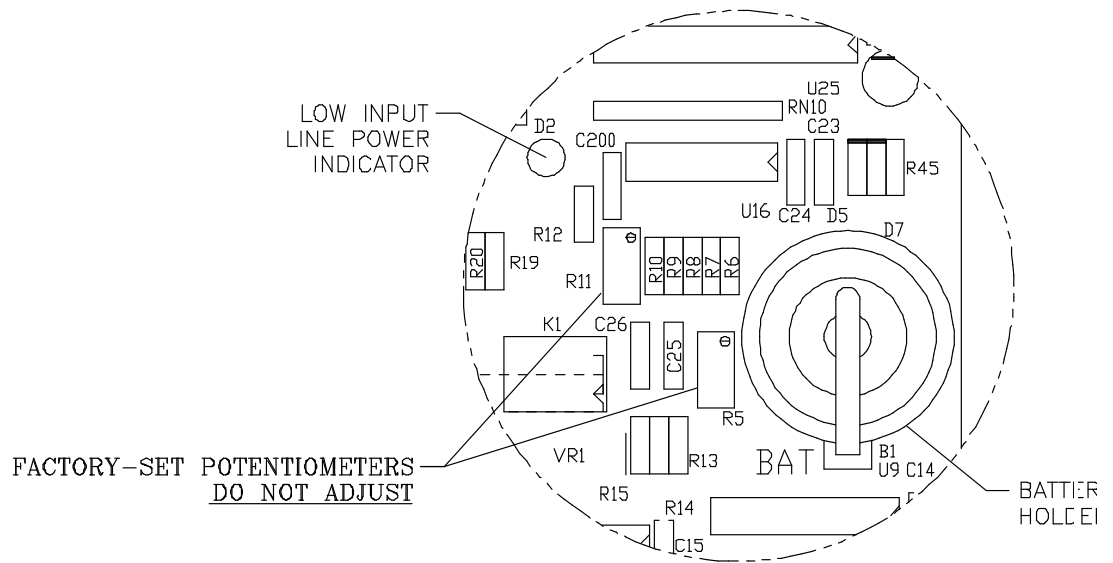 U25
RN10
LOW INPUT
LINE POWER
INDICATOR
D2
C200
C23
R45
U16
C24
D5
R12
D7
R20
R19
R11
R10
R9
R8
R7
R6
K1
C26
C25
R5
FACTORY-SET POTENTIOMETERS
DO NOT ADJUST
VR1
R13
BAT
B1
U9
C14
R15
R14
C15
BATTER
HOLDE